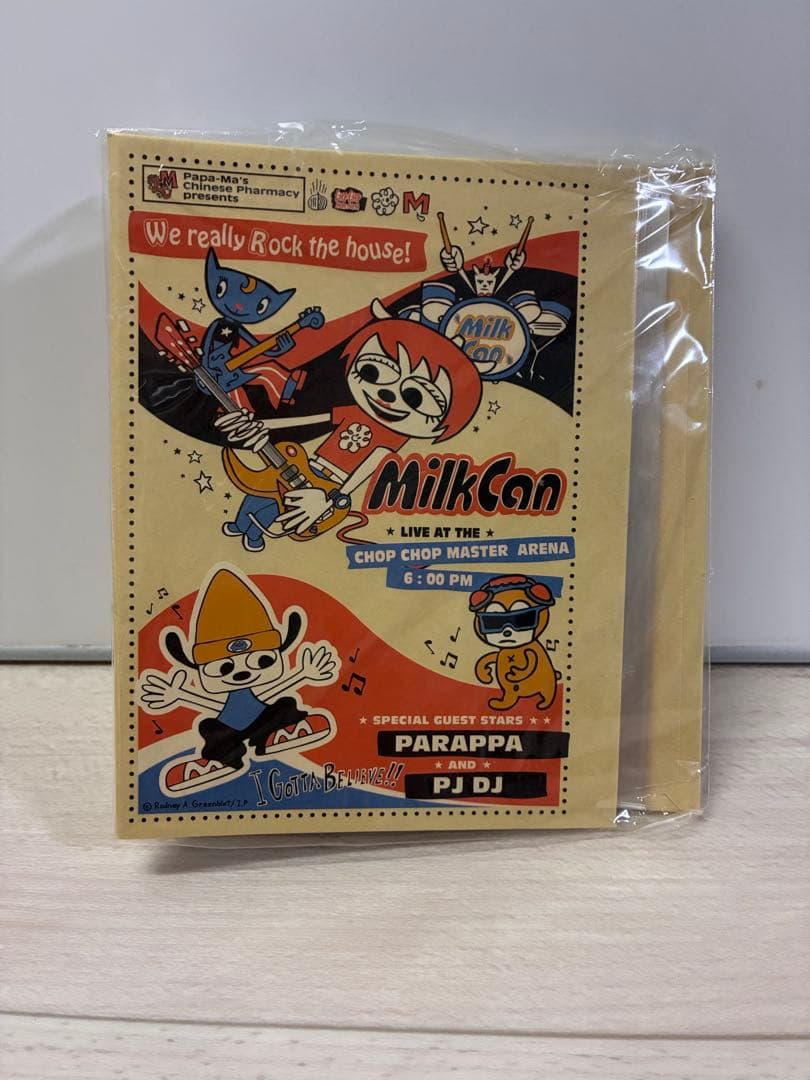 Papa-Ma's
Chinese Pharmacy
presents
We really Rock the house!
Milk
Can
MilkCan
★ LIVE AT THE ★
CHOP CHOP MASTER ARENA
6:00 PM
★ SPECIAL GUEST STARS ★ ★
PARAPPA
★ AND ★
PJ DJ
I GOTTA BELIEVE!!
© Rodney A. Greenblat/I.P